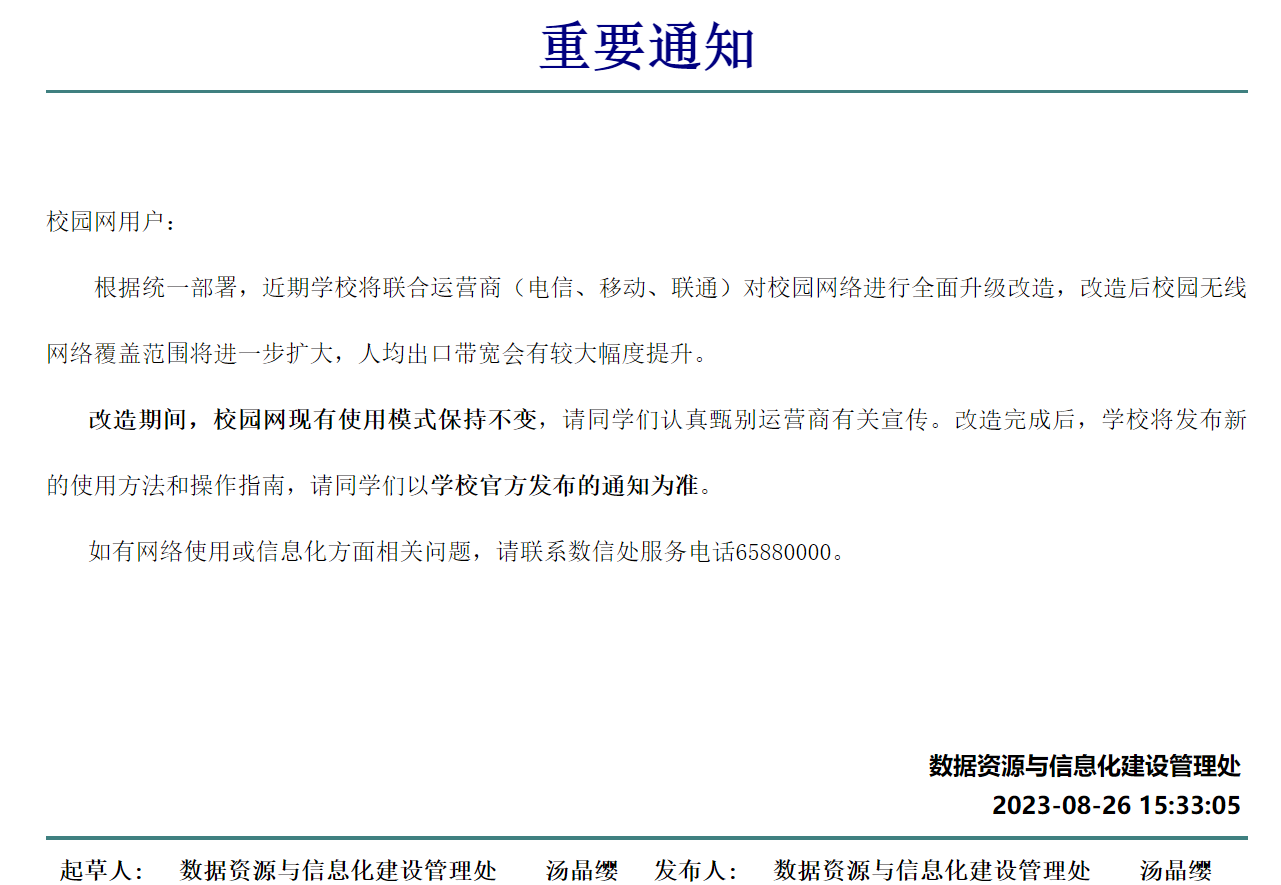 重要通知
校园网用户：
根据统一部署，近期学校将联合运营商（电信、移动、联通）对校园网络进行全面升级改造，改造后校园无线
网络覆盖范围将进一步扩大，人均出口带宽会有较大幅度提升。
改造期间，校园网现有使用模式保持不变，请同学们认真甄别运营商有关宣传。改造完成后，学校将发布新
的使用方法和操作指南，请同学们以学校官方发布的通知为准。
如有网络使用或信息化方面相关问题，请联系数信处服务电话65880000。
数据资源与信息化建设管理处
2023-08-26 15:33:05
起草人： 数据资源与信息化建设管理处 汤晶缨 发布人： 数据资源与信息化建设管理处 汤晶缨